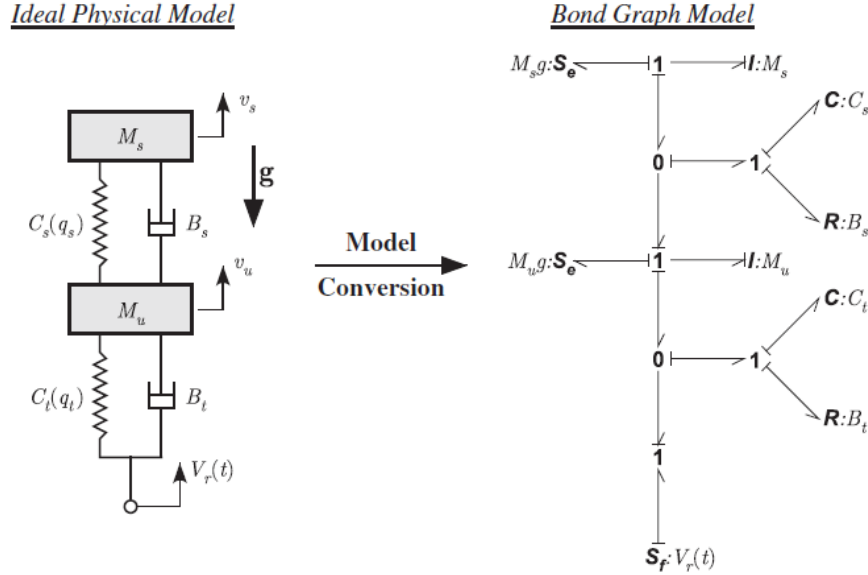 Ideal Physical Model
v_s
M_s
g
C_s(q_s)
B_s
v_u
M_u
C_t(q_t)
B_t
V_r(t)
Model
Conversion
Bond Graph Model
M_sg:S_e 1 I:M_s
C:C_s
0 1
R:B_s
M_ug:S_e 1 I:M_u
C:C_t
0 1
R:B_t
1
S_f:V_r(t)